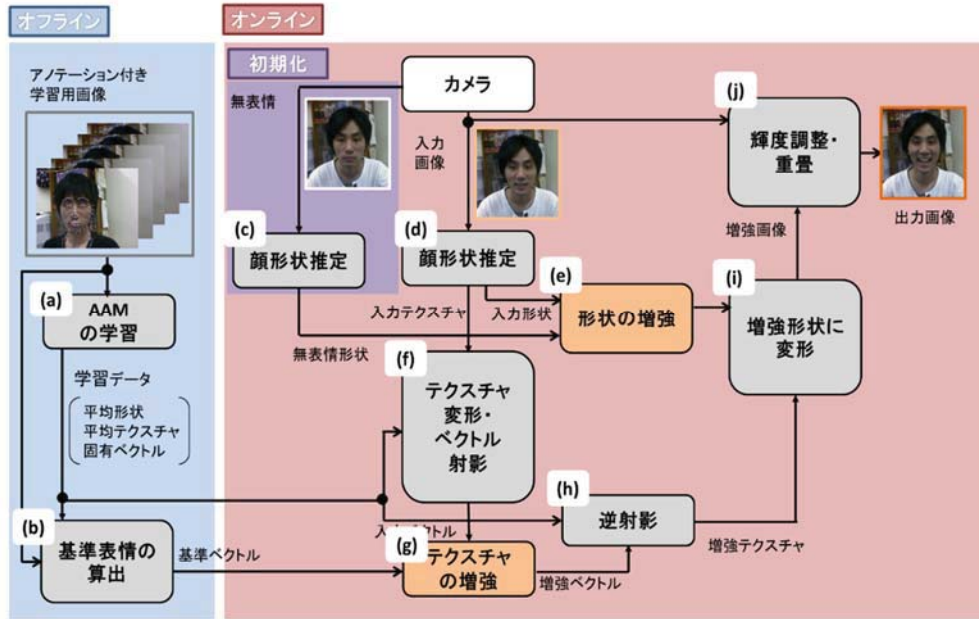 オフライン
オンライン
アノテーション付き
学習用画像
初期化
無表情
カメラ
入力
画像
(j)
輝度調整・
重畳
出力画像
増強画像
(c)
顔形状推定
(d)
顔形状推定
(e)
形状の増強
(i)
増強形状に
変形
(a)
AAM
の学習
入力テクスチャ
入力形状
無表情形状
学習データ
平均形状
平均テクスチャ
固有ベクトル
(f)
テクスチャ
変形・
ベクトル
射影
(h)
逆射影
(b)
基準表情の
算出
基準ベクトル
入力ベクトル
(g)
テクスチャ
の増強
増強ベクトル
増強テクスチャ